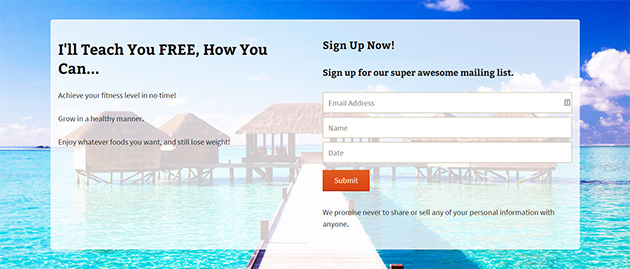 I'll Teach You FREE, How You
Can...
Achieve your fitness level in no time!
Grow in a healthy manner.
Enjoy whatever foods you want, and still lose weight!
Sign Up Now!
Sign up for our super awesome mailing list.
Email Address
Name
Date
Submit
We promise never to share or sell any of your personal information with
anyone.